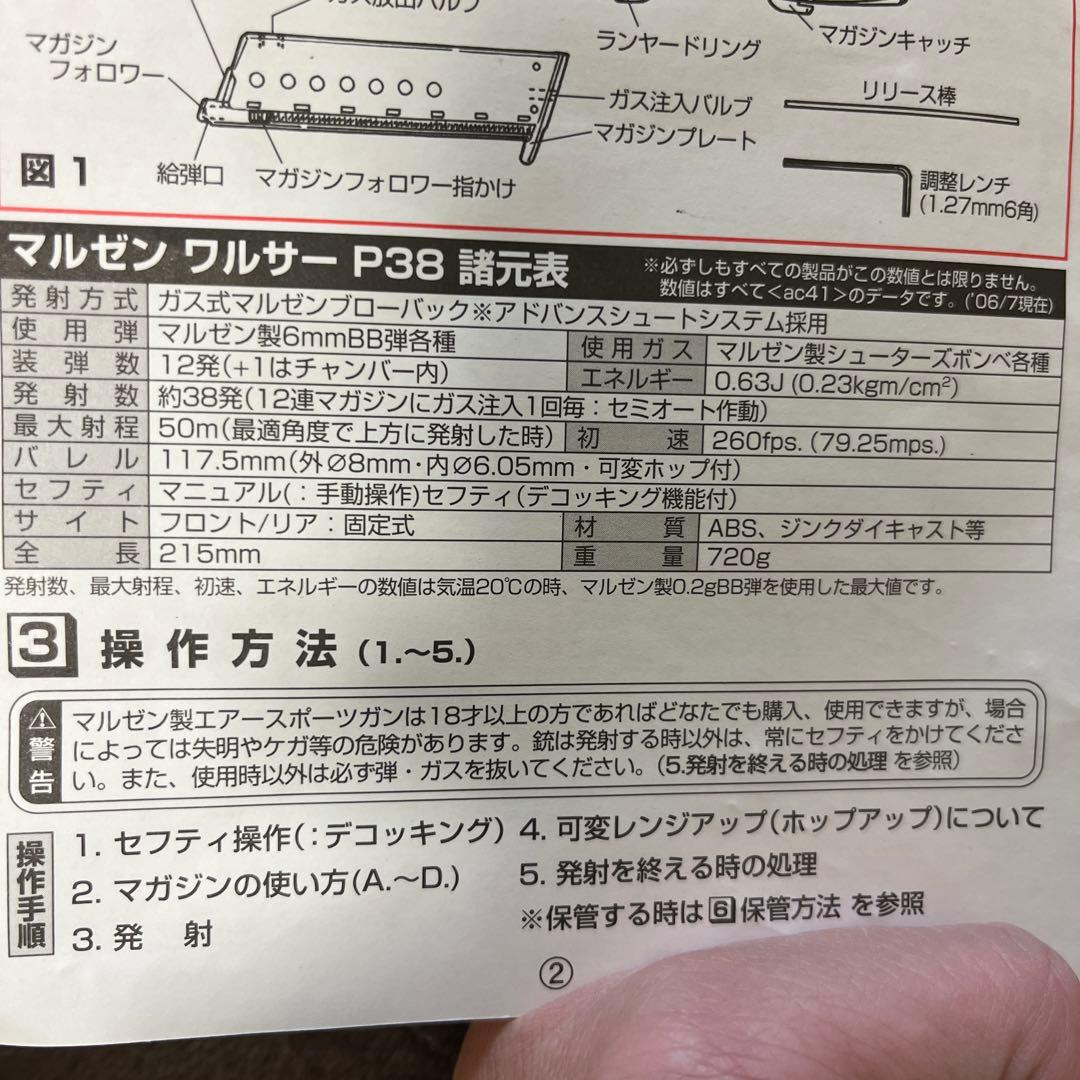 ガス放出バルブ
マガジン
フォロワー
ランヤードリング
マガジンキャッチ
ガス注入バルブ
リリース棒
マガジンプレート
図1
給弾口
マガジンフォロワー指かけ
調整レンチ
(1.27mm6角)
マルゼン ワルサー P38 諸元表
※必ずしもすべての製品がこの数値とは限りません。
数値はすべて<ac41>のデータです。('06/7現在)
発射方式 ガス式マルゼンブローバック※アドバンスシュートシステム採用
使用弾 マルゼン製6mmBB弾各種 使用ガス マルゼン製シューターズボンベ各種
装弾数 12発(+1はチャンバー内) エネルギー 0.63J (0.23kgm/cm²)
発射数 約38発(12連マガジンにガス注入1回毎:セミオート作動)
最大射程 50m(最適角度で上方に発射した時) 初速 260fps. (79.25mps.)
バレル 117.5mm(外∅8mm・内∅6.05mm・可変ホップ付)
セフティ マニュアル(:手動操作)セフティ(デコッキング機能付)
サイト フロント/リア:固定式 材質 ABS、ジンクダイキャスト等
全長 215mm 重量 720g
発射数、最大射程、初速、エネルギーの数値は気温20℃の時、マルゼン製0.2gBB弾を使用した最大値です。
3 操作方法 (1.〜5.)
警告
マルゼン製エアースポーツガンは18才以上の方であればどなたでも購入、使用できますが、場合
によっては失明やケガ等の危険があります。銃は発射する時以外は、常にセフティをかけてくださ
い。また、使用時以外は必ず弾・ガスを抜いてください。(5.発射を終える時の処理 を参照)
操作手順
1. セフティ操作(:デコッキング)
2. マガジンの使い方(A.〜D.)
3. 発 射
4. 可変レンジアップ(ホップアップ)について
5. 発射を終える時の処理
※保管する時は 6 保管方法 を参照
②